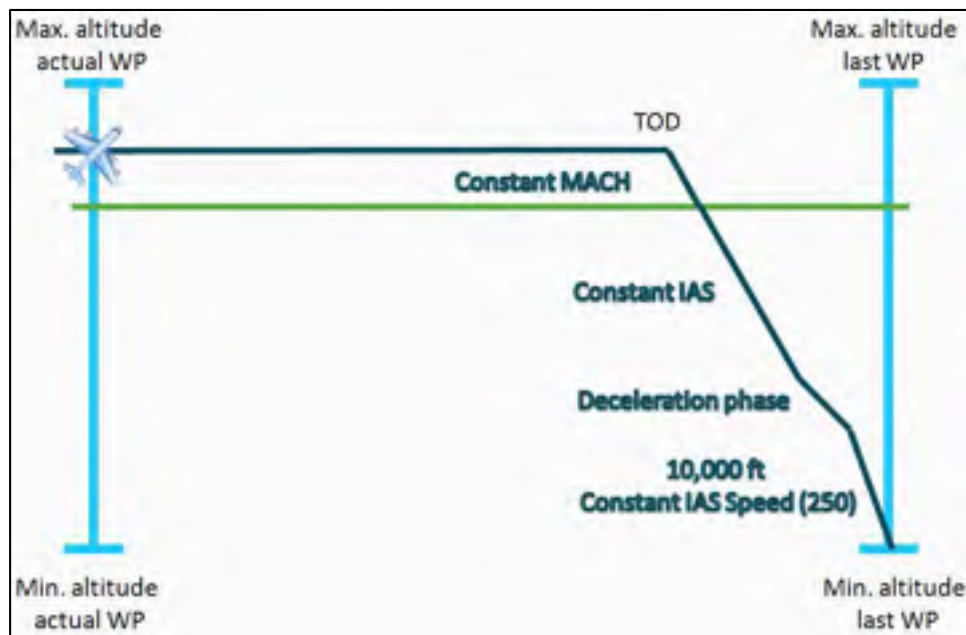 Max. altitude
actual WP
Max. altitude
last WP
TOD
Constant MACH
Constant IAS
Deceleration phase
10,000 ft
Constant IAS Speed (250)
Min. altitude
actual WP
Min. altitude
last WP